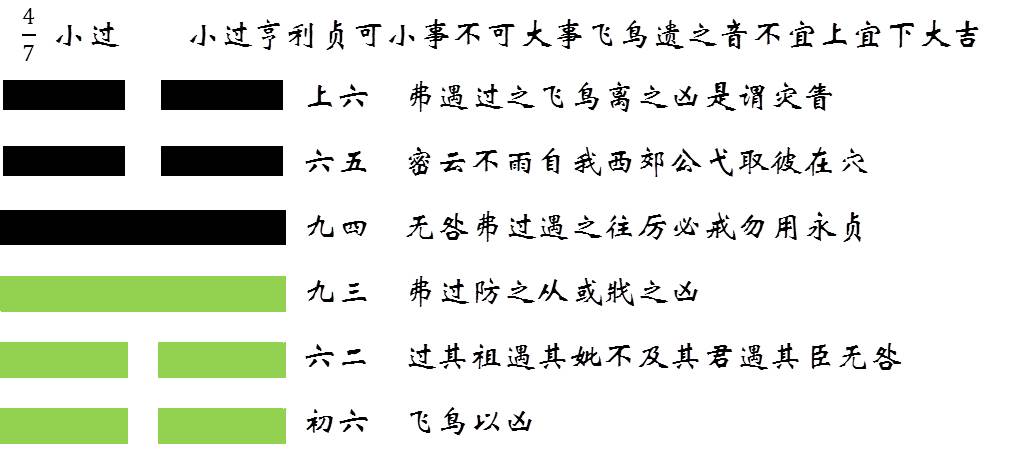 4/7 小过 小过亨利贞可小事不可大事飞鸟遗之音不宜上宜下大吉
上六 弗遇过之飞鸟离之凶是谓灾眚
六五 密云不雨自我西郊公弋取彼在穴
九四 无咎弗过遇之往厉必戒勿用永贞
九三 弗过防之从或戕之凶
六二 过其祖遇其妣不及其君遇其臣无咎
初六 飞鸟以凶